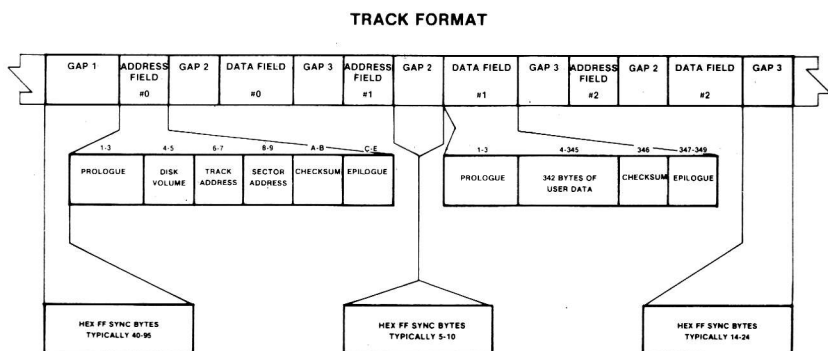 TRACK FORMAT
GAP 1
ADDRESS
FIELD
#0
GAP 2
DATA FIELD
#0
GAP 3
ADDRESS
FIELD
#1
GAP 2
DATA FIELD
#1
GAP 3
ADDRESS
FIELD
#2
GAP 2
DATA FIELD
#2
GAP 3
1-3
4-5
6-7
8-9
A-B
C-E
PROLOGUE
DISK
VOLUME
TRACK
ADDRESS
SECTOR
ADDRESS
CHECKSUM
EPILOGUE
1-3
4-345
346
347-349
PROLOGUE
342 BYTES OF
USER DATA
CHECKSUM
EPILOGUE
HEX FF SYNC BYTES
TYPICALLY 40-95
HEX FF SYNC BYTES
TYPICALLY 5-10
HEX FF SYNC BYTES
TYPICALLY 14-24